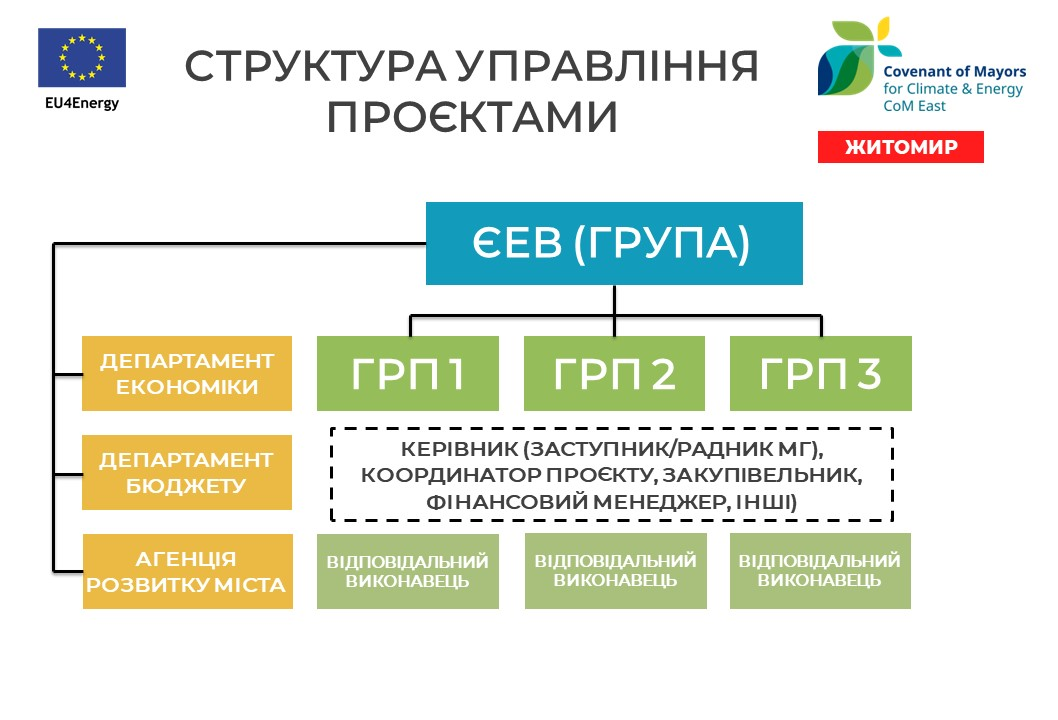 EU4Energy
СТРУКТУРА УПРАВЛІННЯ
ПРОЄКТАМИ
Covenant of Mayors
for Climate & Energy
CoM East
ЖИТОМИР
ЄЕВ (ГРУПА)
ДЕПАРТАМЕНТ
ЕКОНОМІКИ
ГРП 1
ГРП 2
ГРП 3
ДЕПАРТАМЕНТ
БЮДЖЕТУ
КЕРІВНИК (ЗАСТУПНИК/РАДНИК МГ),
КООРДИНАТОР ПРОЄКТУ, ЗАКУПІВЕЛЬНИК,
ФІНАНСОВИЙ МЕНЕДЖЕР, ІНШІ)
АГЕНЦІЯ
РОЗВИТКУ МІСТА
ВІДПОВІДАЛЬНИЙ
ВИКОНАВЕЦЬ
ВІДПОВІДАЛЬНИЙ
ВИКОНАВЕЦЬ
ВІДПОВІДАЛЬНИЙ
ВИКОНАВЕЦЬ